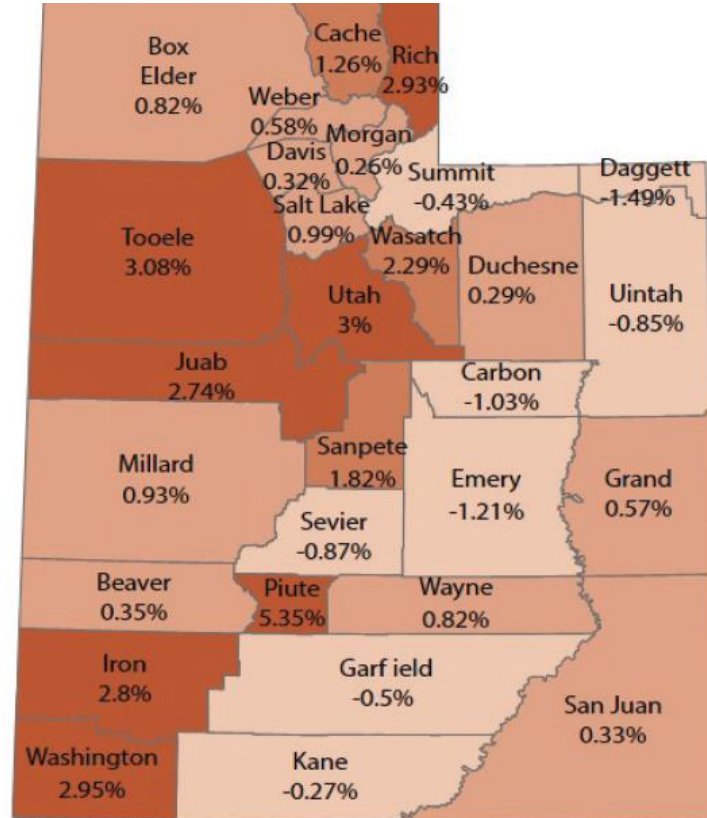 Cache
1.26%
Rich
2.93%
Box
Elder
0.82%
Weber
0.58%
Morgan
0.26%
Davis
0.32%
Summit
-0.43%
Daggett
-1.49%
Salt Lake
0.99%
Tooele
3.08%
Wasatch
2.29%
Duchesne
0.29%
Uintah
-0.85%
Utah
3%
Juab
2.74%
Carbon
-1.03%
Sanpete
1.82%
Millard
0.93%
Emery
-1.21%
Grand
0.57%
Sevier
-0.87%
Beaver
0.35%
Piute
5.35%
Wayne
0.82%
Iron
2.8%
Garf ield
-0.5%
San Juan
0.33%
Washington
2.95%
Kane
-0.27%